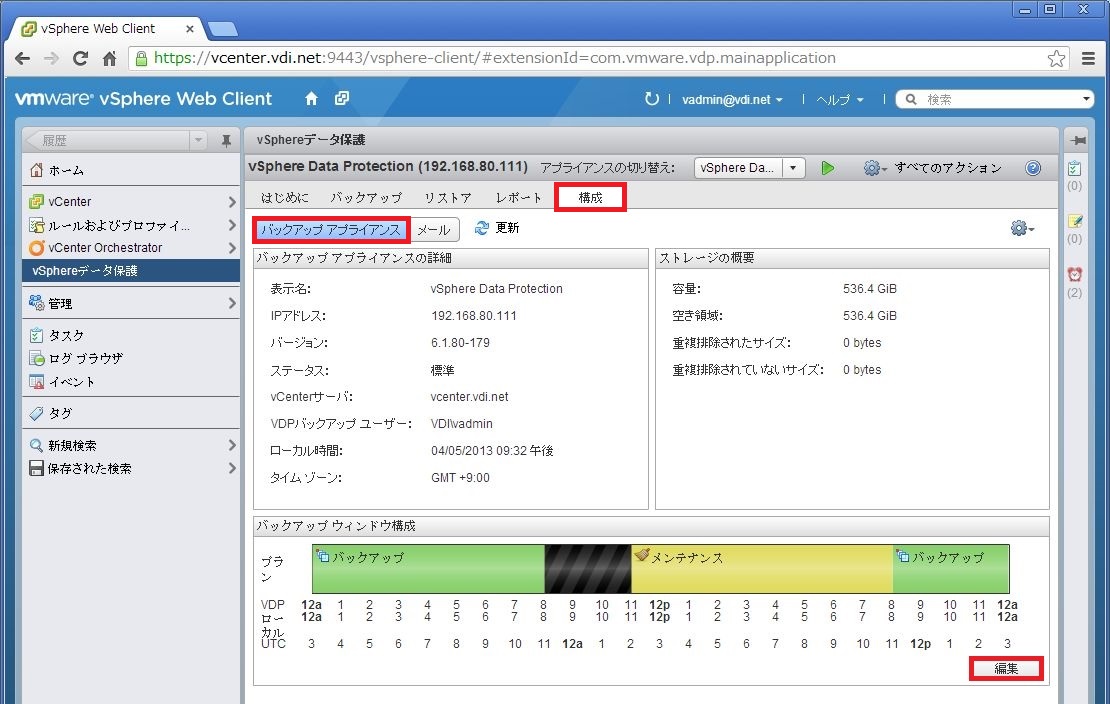 vSphere Web Client
https://vcenter.vdi.net:9443/vsphere-client/#extensionId=com.vmware.vdp.mainapplication
vmware® vSphere Web Client
vadmin@vdi.net
ヘルプ
検索
履歴
ホーム
vCenter
ルールおよびプロファイ...
vCenter Orchestrator
vSphereデータ保護
管理
タスク
ログ ブラウザ
イベント
タグ
新規検索
保存された検索
vSphereデータ保護
vSphere Data Protection (192.168.80.111) アプライアンスの切り替え: vSphere Da... すべてのアクション
はじめに バックアップ リストア レポート 構成
バックアップ アプライアンス メール 更新
バックアップ アプライアンスの詳細
表示名: vSphere Data Protection
IPアドレス: 192.168.80.111
バージョン: 6.1.80-179
ステータス: 標準
vCenterサーバ: vcenter.vdi.net
VDPバックアップ ユーザー: VDI\vadmin
ローカル時間: 04/05/2013 09:32 午後
タイム ゾーン: GMT +9:00
ストレージの概要
容量: 536.4 GiB
空き領域: 536.4 GiB
重複排除されたサイズ: 0 bytes
重複排除されていないサイズ: 0 bytes
バックアップ ウィンドウ構成
プラ
ン
バックアップ メンテナンス バックアップ
VDP 12a 1 2 3 4 5 6 7 8 9 10 11 12p 1 2 3 4 5 6 7 8 9 10 11 12a
ローカル 12a 1 2 3 4 5 6 7 8 9 10 11 12p 1 2 3 4 5 6 7 8 9 10 11 12a
UTC 3 4 5 6 7 8 9 10 11 12a 1 2 3 4 5 6 7 8 9 10 11 12p 1 2 3
編集
(0)
(0)
(2)